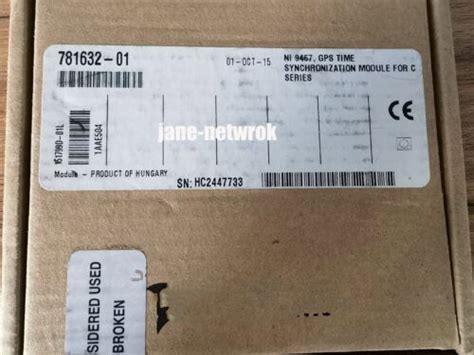 781632-01
01-OCT-15
NI 9467, GPS TIME
SYNCHRONIZATION MODULE FOR C
SERIES
jane-netwrok
1AAE504
Module - PRODUCT OF HUNGARY
SN: HC2447733
CE
SIDERED USED
BROKEN